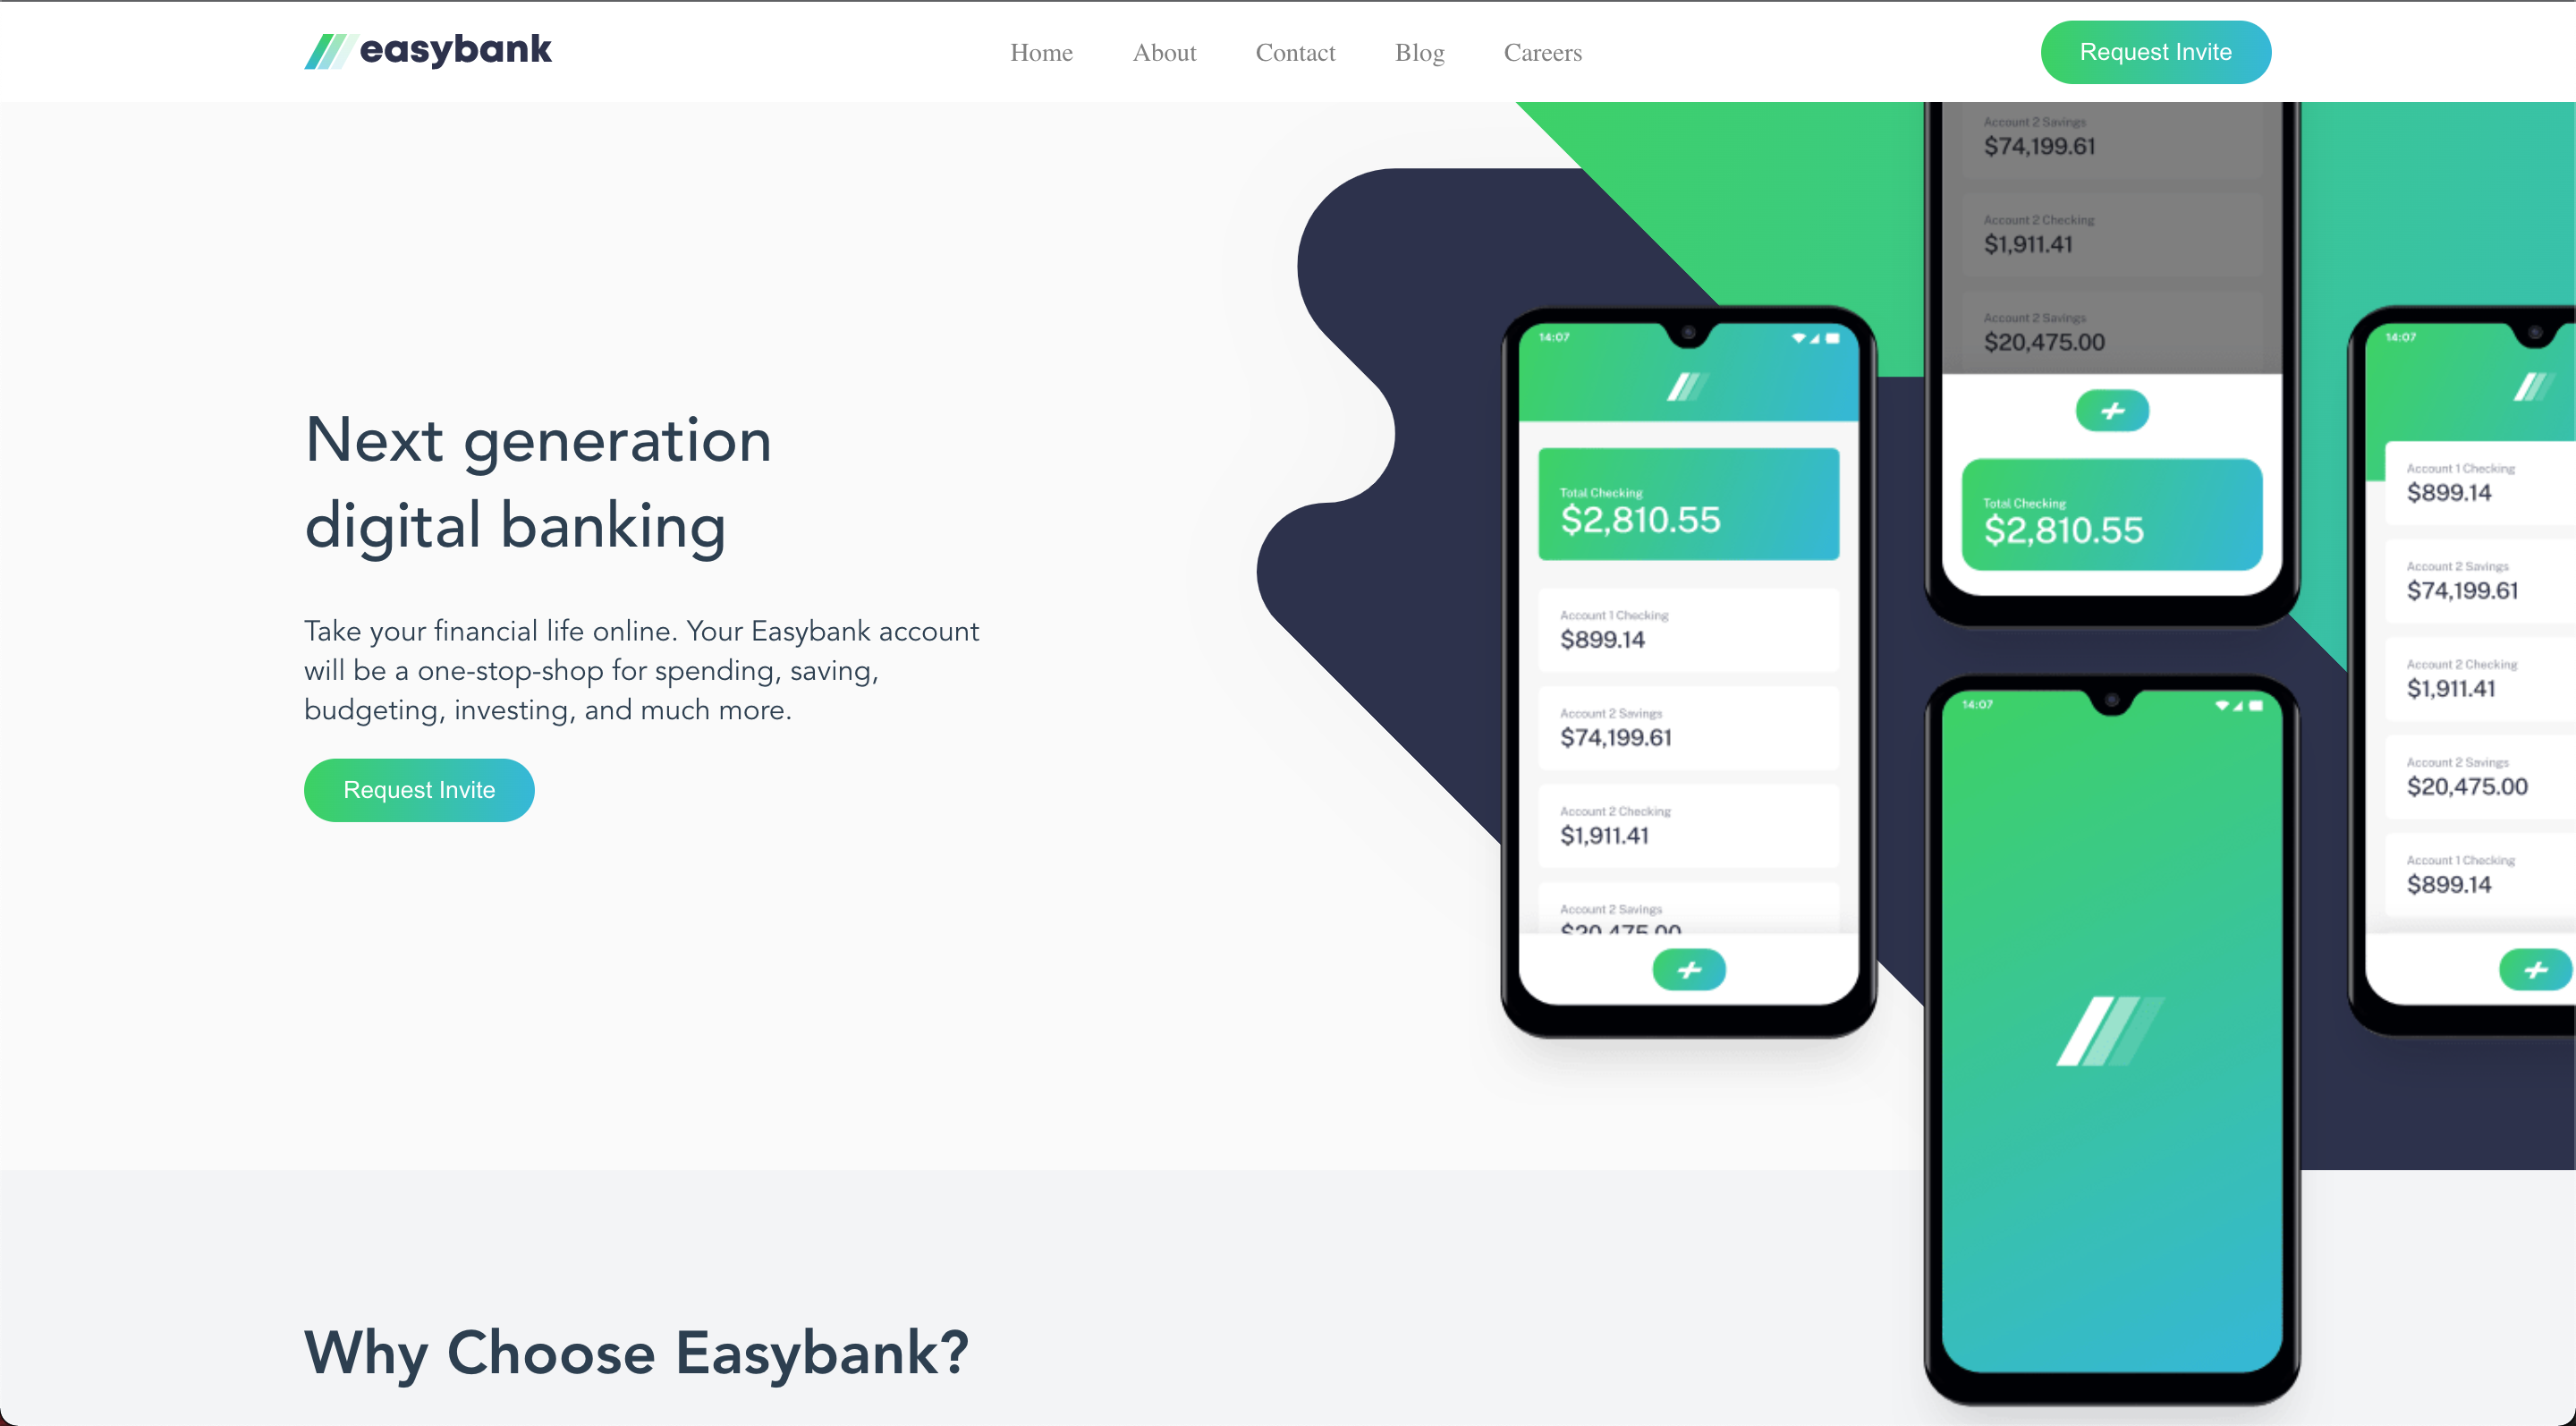 easybank
Home
About
Contact
Blog
Careers
Request Invite
Next generation
digital banking
Take your financial life online. Your Easybank account
will be a one-stop-shop for spending, saving,
budgeting, investing, and much more.
Request Invite
14:07
Total Checking
$2,810.55
Account 1 Checking
$899.14
Account 2 Savings
$74,199.61
Account 2 Checking
$1,911.41
Account 2 Savings
$20,475.00
Account 2 Savings
$74,199.61
Account 2 Checking
$1,911.41
Account 2 Savings
$20,475.00
Total Checking
$2,810.55
14:07
14:07
Account 1 Checking
$899.14
Account 2 Savings
$74,199.61
Account 2 Checking
$1,911.41
Account 2 Savings
$20,475.00
Account 1 Checking
$899.14
Why Choose Easybank?